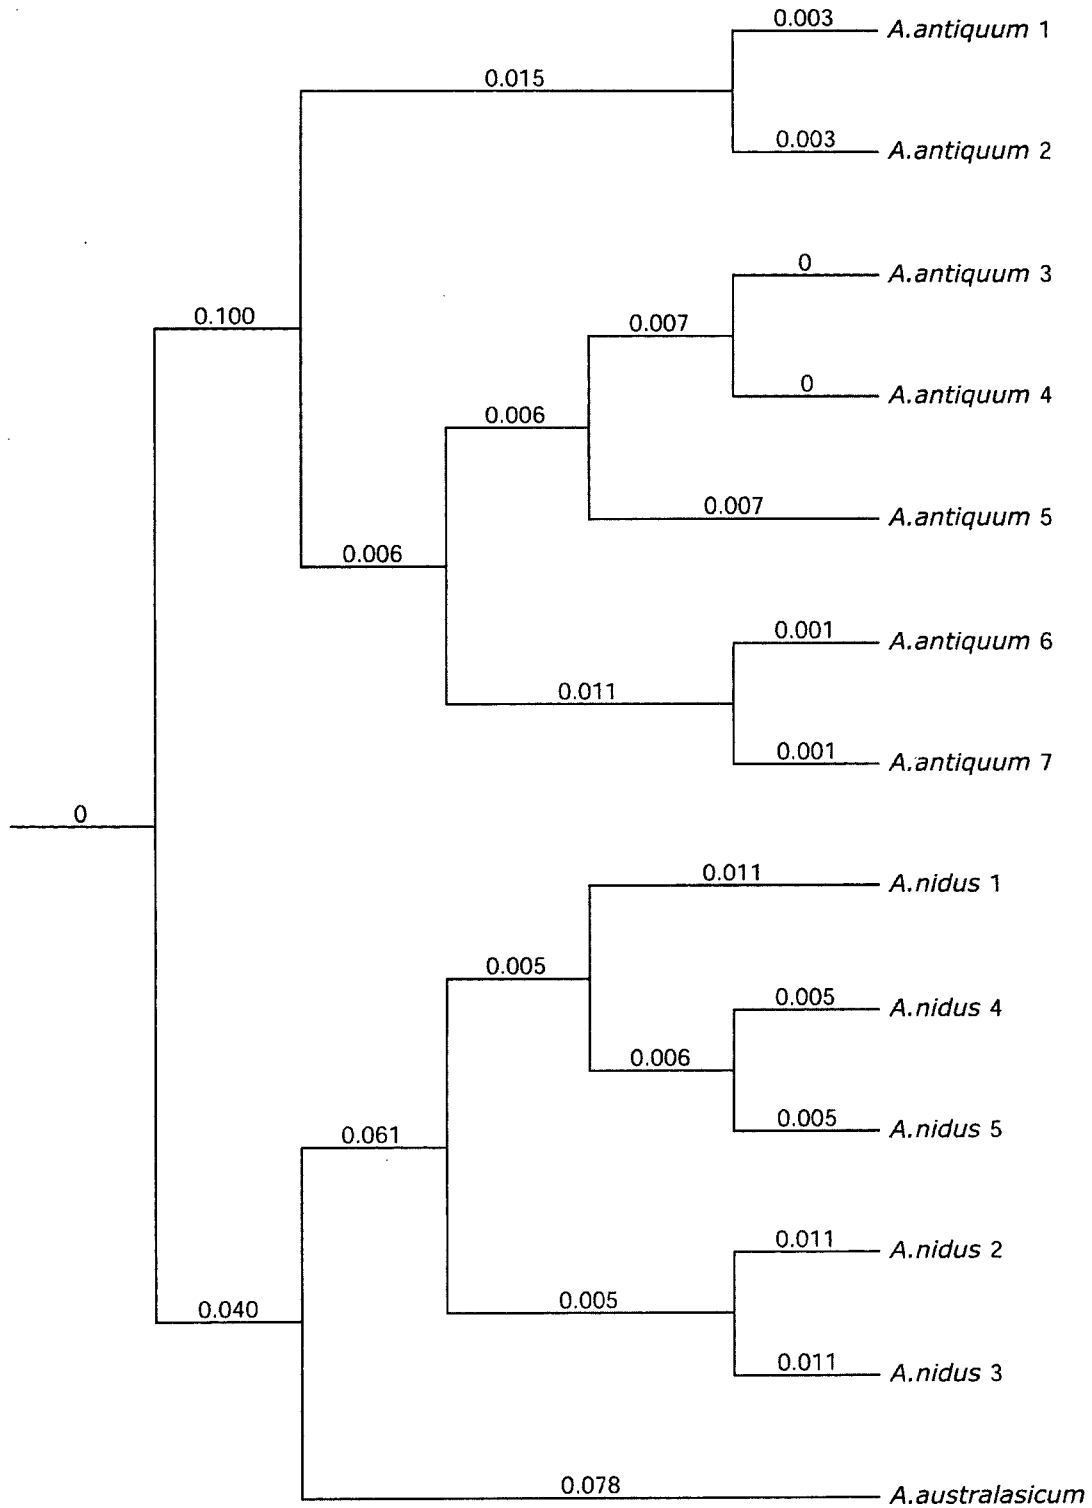 0.003
A.antiquum 1
0.015
0.003
A.antiquum 2
0
A.antiquum 3
0.100
0.007
0
A.antiquum 4
0.006
0.007
A.antiquum 5
0.006
0.001
A.antiquum 6
0.011
0.001
A.antiquum 7
0
0.011
A.nidus 1
0.005
0.005
A.nidus 4
0.006
0.005
A.nidus 5
0.061
0.011
A.nidus 2
0.040
0.005
0.011
A.nidus 3
0.078
A.australasicum